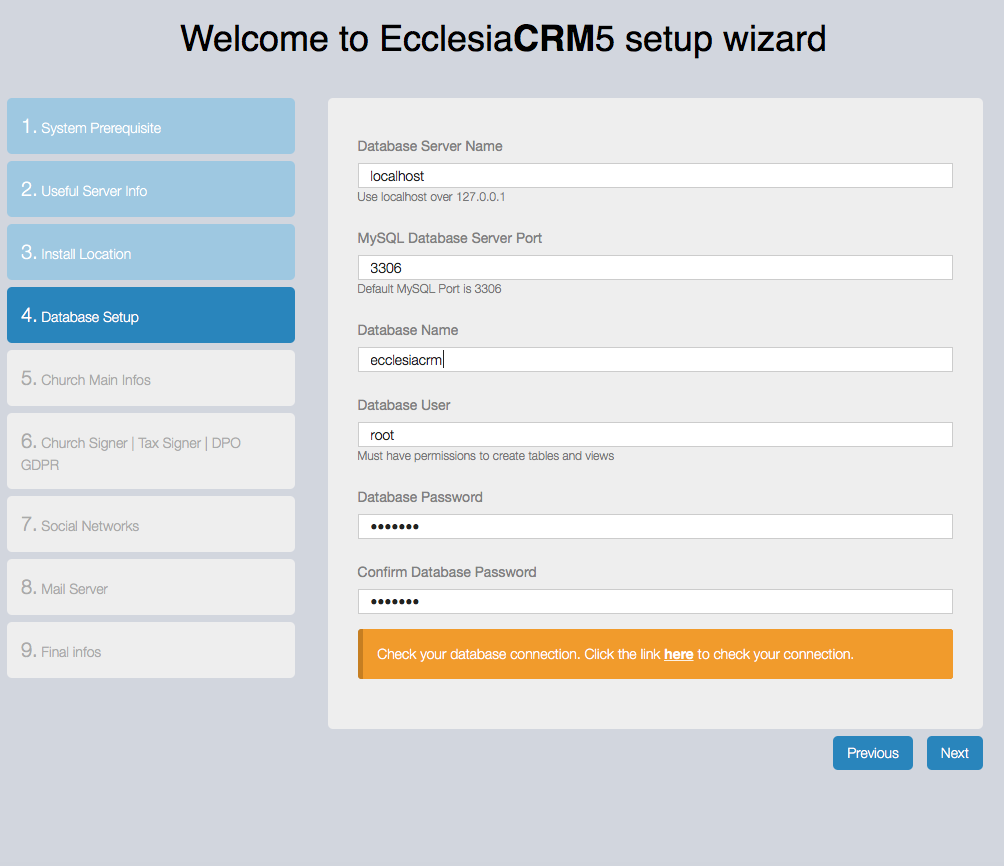 Welcome to EcclesiaCRM5 setup wizard
1. System Prerequisite
2. Useful Server Info
3. Install Location
4. Database Setup
5. Church Main Infos
6. Church Signer | Tax Signer | DPO
GDPR
7. Social Networks
8. Mail Server
9. Final infos
Database Server Name
localhost
Use localhost over 127.0.0.1
MySQL Database Server Port
3306
Default MySQL Port is 3306
Database Name
ecclesiacrm
Database User
root
Must have permissions to create tables and views
Database Password
•••••••
Confirm Database Password
•••••••
Check your database connection. Click the link here to check your connection.
Previous
Next